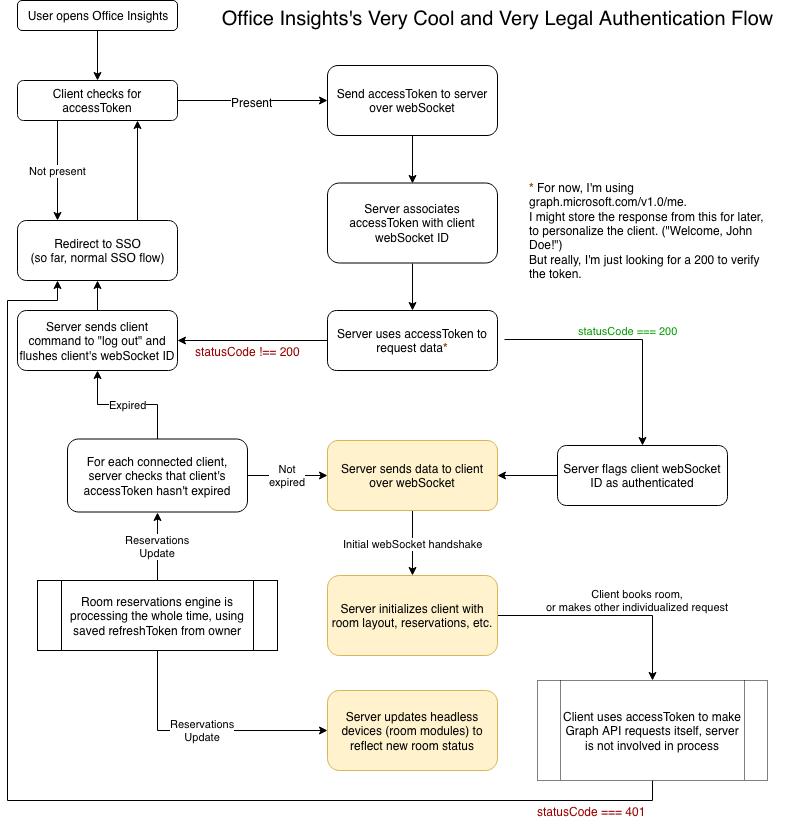 User opens Office Insights
Office Insights's Very Cool and Very Legal Authentication Flow
Client checks for
accessToken
Present
Send accessToken to server
over webSocket
Not present
* For now, I'm using
graph.microsoft.com/v1.0/me.
I might store the response from this for later,
to personalize the client. ("Welcome, John
Doe!")
But really, I'm just looking for a 200 to verify
the token.
Server associates
accessToken with client
webSocket ID
Redirect to SSO
(so far, normal SSO flow)
Server sends client
command to "log out" and
flushes client's webSocket ID
statusCode !== 200
Server uses accessToken to
request data*
statusCode === 200
Expired
For each connected client,
server checks that client's
accessToken hasn't expired
Not
expired
Server sends data to client
over webSocket
Server flags client webSocket
ID as authenticated
Reservations
Update
Initial webSocket handshake
Room reservations engine is
processing the whole time, using
saved refreshToken from owner
Server initializes client with
room layout, reservations, etc.
Client books room,
or makes other individualized request
Reservations
Update
Server updates headless
devices (room modules) to
reflect new room status
Client uses accessToken to make
Graph API requests itself, server
is not involved in process
statusCode === 401